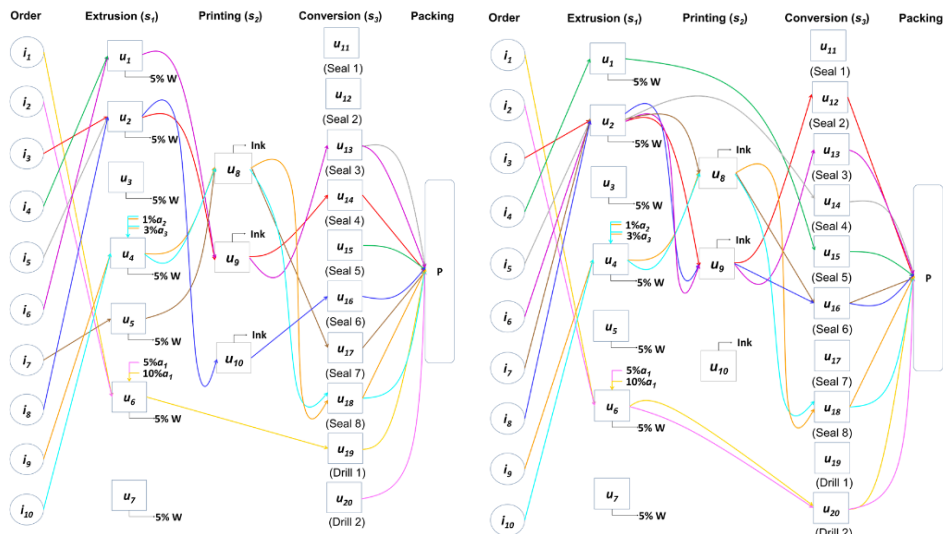 Order Extrusion (s1) Printing (s2) Conversion (s3) Packing
i1
i2
i3
i4
i5
i6
i7
i8
i9
i10
u1
5% W
u2
5% W
u3
5% W
1%a2
3%a3
u4
5% W
u5
5% W
5%a1
10%a1
u6
5% W
u7
5% W
Ink
u8
Ink
u9
Ink
u10
u11
(Seal 1)
u12
(Seal 2)
u13
(Seal 3)
u14
(Seal 4)
u15
(Seal 5)
u16
(Seal 6)
u17
(Seal 7)
u18
(Seal 8)
u19
(Drill 1)
u20
(Drill 2)
P
Order Extrusion (s1) Printing (s2) Conversion (s3) Packing
i1
i2
i3
i4
i5
i6
i7
i8
i9
i10
u1
5% W
u2
5% W
u3
5% W
1%a2
3%a3
u4
5% W
u5
5% W
5%a1
10%a1
u6
5% W
u7
5% W
Ink
u8
Ink
u9
Ink
u10
u11
(Seal 1)
u12
(Seal 2)
u13
(Seal 3)
u14
(Seal 4)
u15
(Seal 5)
u16
(Seal 6)
u17
(Seal 7)
u18
(Seal 8)
u19
(Drill 1)
u20
(Drill 2)
P